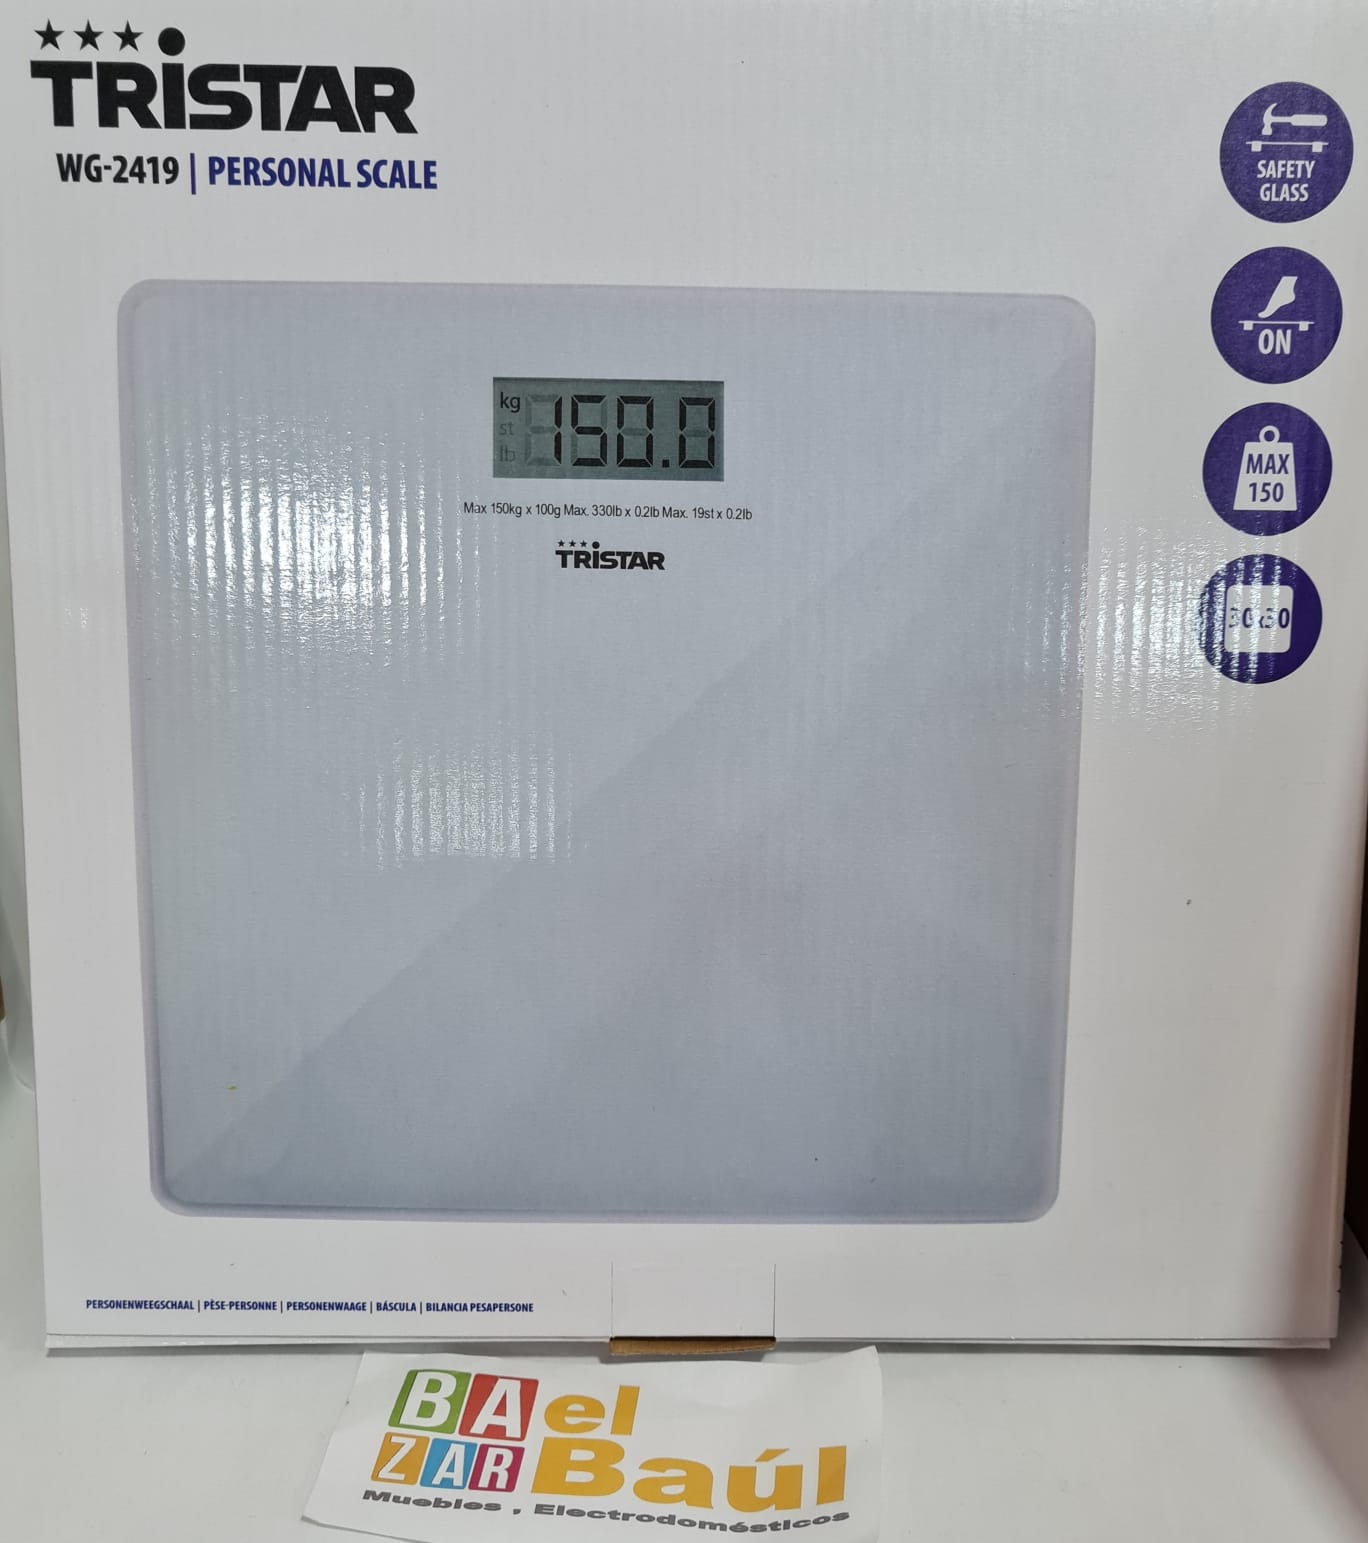 TRiSTAR
WG-2419 | PERSONAL SCALE
SAFETY
GLASS
ON
MAX
150
30x30
kg
st
lb
150.0
Max 150kg x 100g Max. 330lb x 0.2lb Max. 19st x 0.2lb
TRiSTAR
PERSONENWEEGSCHAAL | PÈSE-PERSONNE | PERSONENWAAGE | BÁSCULA | BILANCIA PESAPERSONE
BAZAR
el Baúl
Muebles , Electrodomésticos